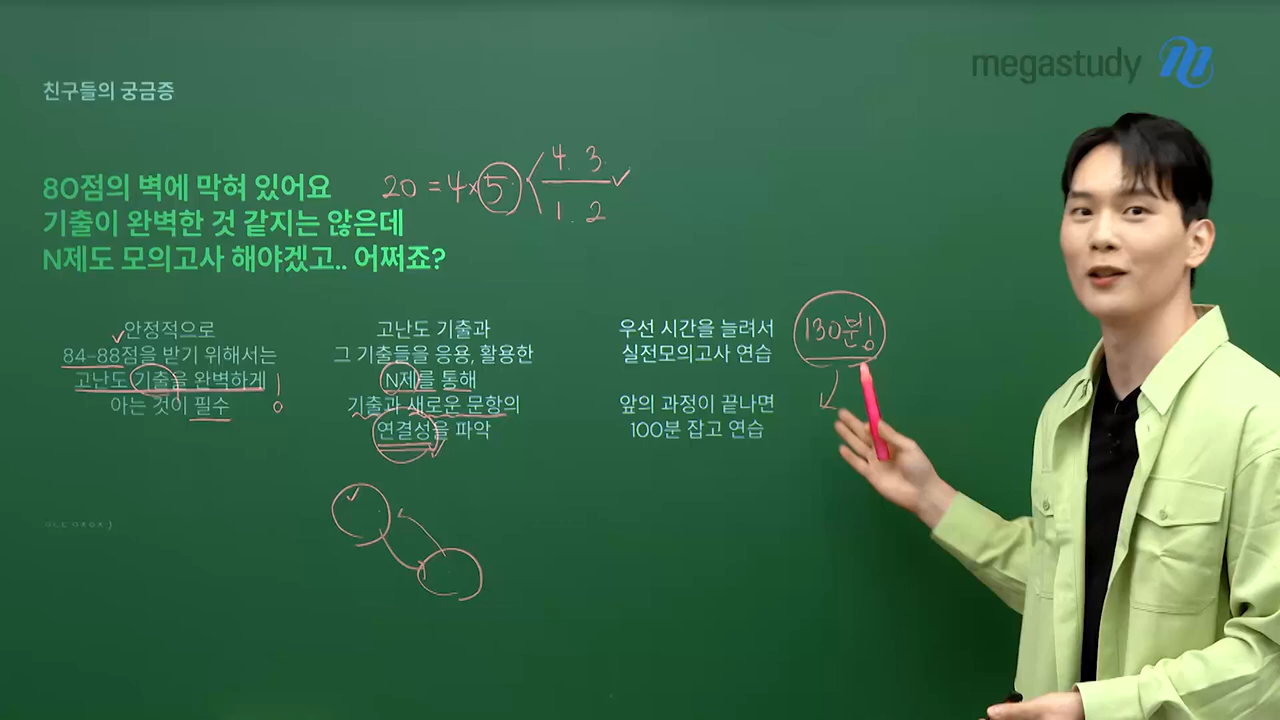 megastudy
친구들의 궁금증
80점의 벽에 막혀 있어요
기출이 완벽한 것 같지는 않은데
N제도 모의고사 해야겠고.. 어쩌죠?
20 = 4 × 5
4. 3.
1. 2
안정적으로
84-88점을 받기 위해서는
고난도 기출을 완벽하게
아는 것이 필수
!
고난도 기출과
그 기출들을 응용, 활용한
N제를 통해
기출과 새로운 문항의
연결성을 파악
우선 시간을 늘려서
실전모의고사 연습
앞의 과정이 끝나면
100분 잡고 연습
130분!